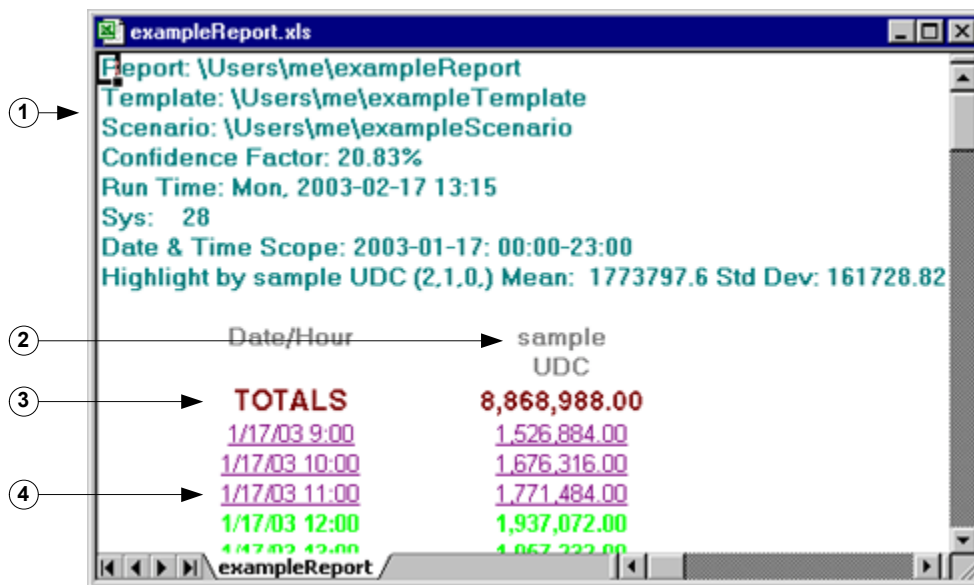 exampleReport.xls
Report: \Users\me\exampleReport
1
Template: \Users\me\exampleTemplate
Scenario: \Users\me\exampleScenario
Confidence Factor: 20.83%
Run Time: Mon, 2003-02-17 13:15
Sys: 28
Date & Time Scope: 2003-01-17: 00:00-23:00
Highlight by sample UDC (2,1,0,) Mean: 1773797.6 Std Dev: 161728.82
2 Date/Hour sample
UDC
3 TOTALS 8,868,988.00
1/17/03 9:00 1,526,884.00
1/17/03 10:00 1,676,316.00
4 1/17/03 11:00 1,771,484.00
1/17/03 12:00 1,937,072.00
exampleReport